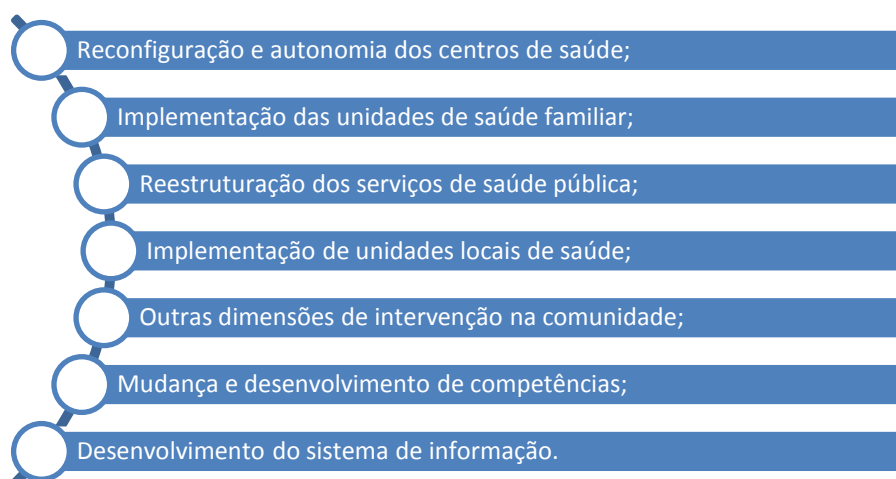 Reconfiguração e autonomia dos centros de saúde;
Implementação das unidades de saúde familiar;
Reestruturação dos serviços de saúde pública;
Implementação de unidades locais de saúde;
Outras dimensões de intervenção na comunidade;
Mudança e desenvolvimento de competências;
Desenvolvimento do sistema de informação.